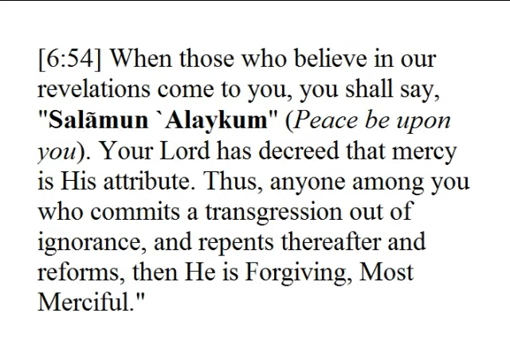 [6:54] When those who believe in our
revelations come to you, you shall say,
"Salãmun `Alaykum" (Peace be upon
you). Your Lord has decreed that mercy
is His attribute. Thus, anyone among you
who commits a transgression out of
ignorance, and repents thereafter and
reforms, then He is Forgiving, Most
Merciful."